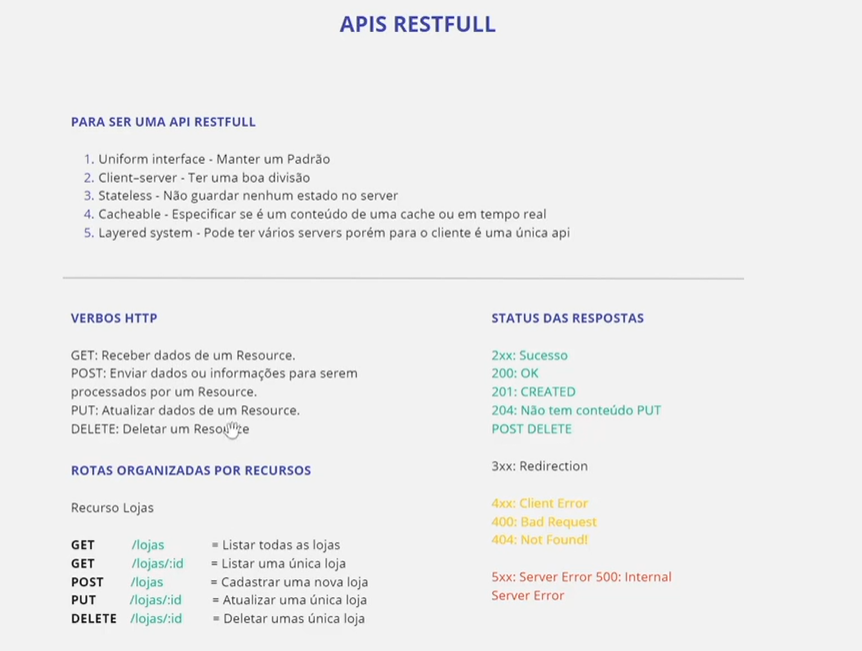 APIS RESTFULL
PARA SER UMA API RESTFULL
1. Uniform interface - Manter um Padrão
2. Client–server - Ter uma boa divisão
3. Stateless - Não guardar nenhum estado no server
4. Cacheable - Especificar se é um conteúdo de uma cache ou em tempo real
5. Layered system - Pode ter vários servers porém para o cliente é uma única api
VERBOS HTTP
GET: Receber dados de um Resource.
POST: Enviar dados ou informações para serem
processados por um Resource.
PUT: Atualizar dados de um Resource.
DELETE: Deletar um Resource
ROTAS ORGANIZADAS POR RECURSOS
Recurso Lojas
GET /lojas = Listar todas as lojas
GET /lojas/:id = Listar uma única loja
POST /lojas = Cadastrar uma nova loja
PUT /lojas/:id = Atualizar uma única loja
DELETE /lojas/:id = Deletar umas única loja
STATUS DAS RESPOSTAS
2xx: Sucesso
200: OK
201: CREATED
204: Não tem conteúdo PUT
POST DELETE
3xx: Redirection
4xx: Client Error
400: Bad Request
404: Not Found!
5xx: Server Error 500: Internal
Server Error